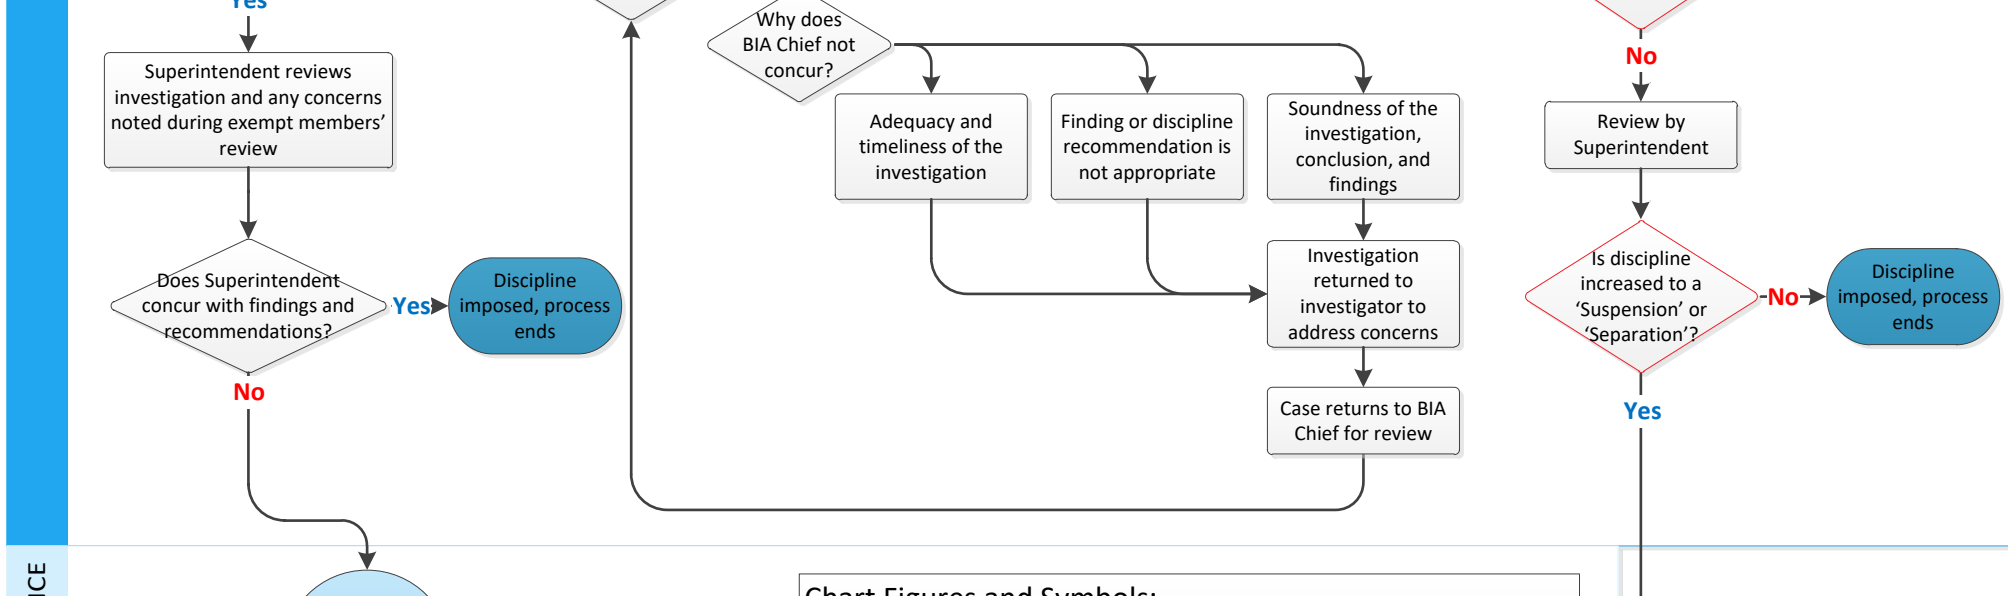 Yes
Superintendent reviews
investigation and any concerns
noted during exempt members’
review
Does Superintendent
concur with findings and
recommendations?
Yes
Discipline
imposed, process
ends
No
Why does
BIA Chief not
concur?
Adequacy and
timeliness of the
investigation
Finding or discipline
recommendation is
not appropriate
Soundness of the
investigation,
conclusion, and
findings
Investigation
returned to
investigator to
address concerns
Case returns to BIA
Chief for review
No
Review by
Superintendent
Is discipline
increased to a
‘Suspension’ or
‘Separation’?
No
Discipline
imposed, process
ends
Yes
ICE
Chart Figures and Symbols: